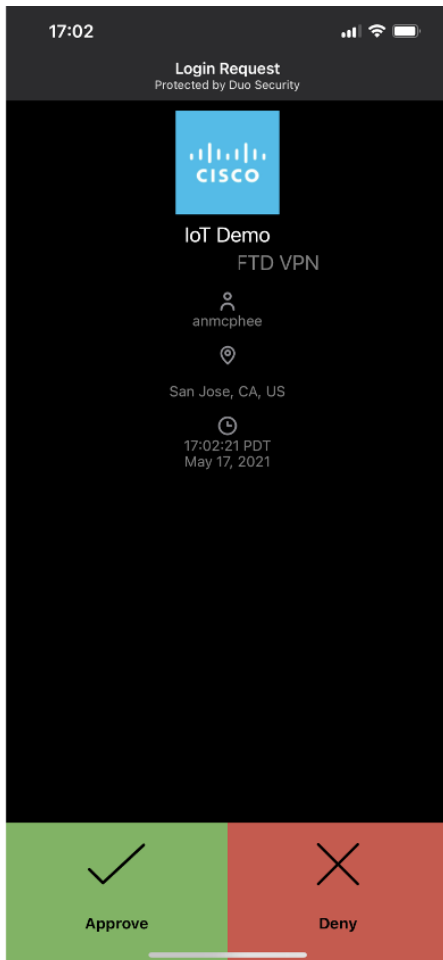 17:02
Login Request
Protected by Duo Security
CISCO
IoT Demo
FTD VPN
anmcphee
San Jose, CA, US
17:02:21 PDT
May 17, 2021
Approve
Deny